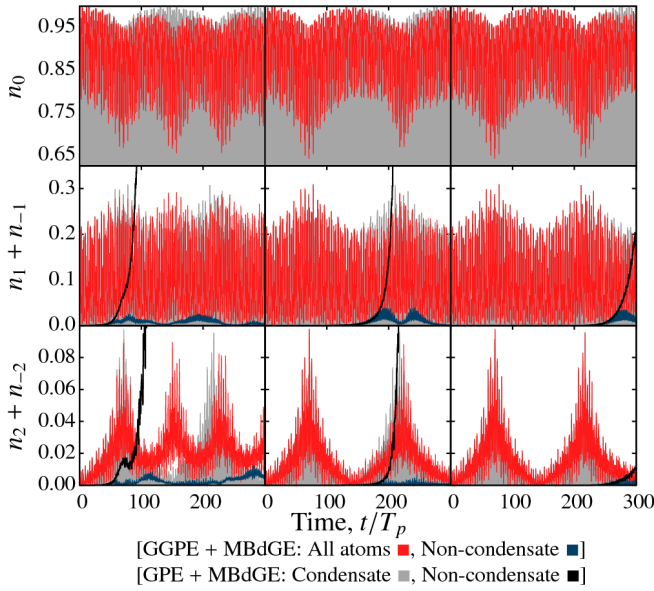 0.95
0.85
0.75
0.65
n₀
0.3
0.2
0.1
0.0
n₁ + n₋₁
0.08
0.06
0.04
0.02
0.00
n₂ + n₋₂
0 100 200 0 100 200 0 100 200 300
Time, t/Tₚ
[GGPE + MBdGE: All atoms ■, Non-condensate ■]
[GPE + MBdGE: Condensate ■, Non-condensate ■]